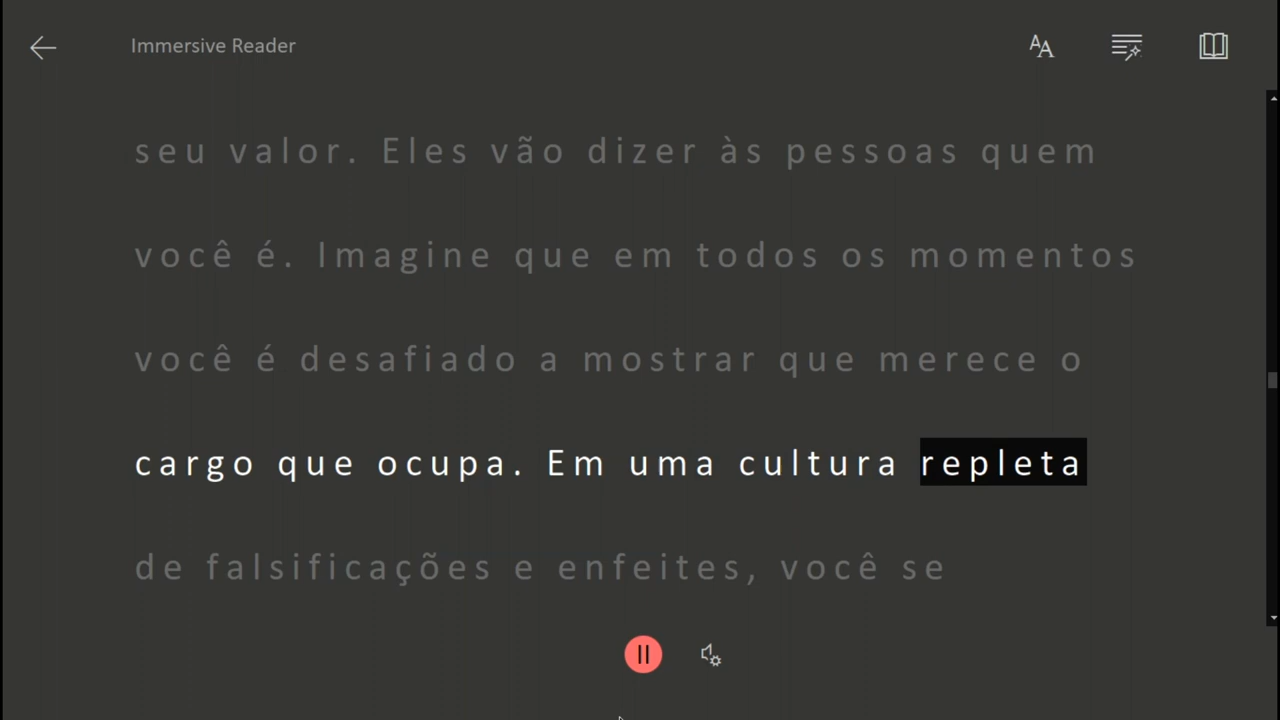 Immersive Reader
seu valor. Eles vão dizer às pessoas quem
você é. Imagine que em todos os momentos
você é desafiado a mostrar que merece o
cargo que ocupa. Em uma cultura repleta
de falsificações e enfeites, você se